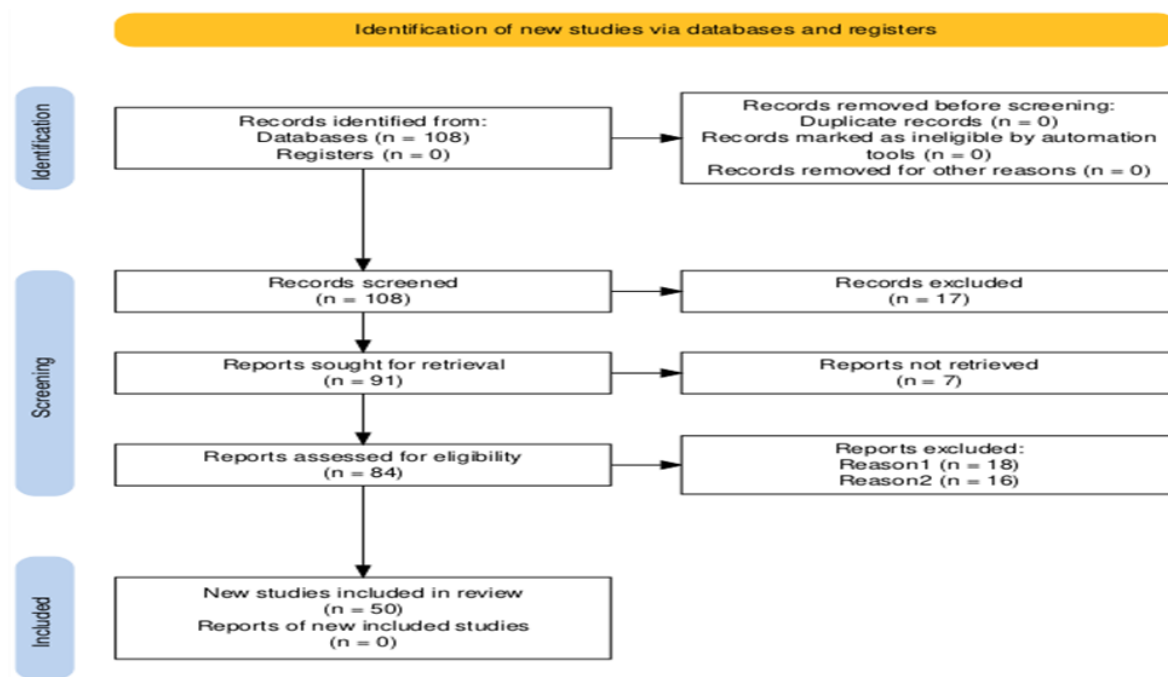 Identification of new studies via databases and registers
Identification
Records identified from:
Databases (n = 108)
Registers (n = 0)
Records removed before screening:
Duplicate records (n = 0)
Records marked as ineligible by automation
tools (n = 0)
Records removed for other reasons (n = 0)
Screening
Records screened
(n = 108)
Records excluded
(n = 17)
Reports sought for retrieval
(n = 91)
Reports not retrieved
(n = 7)
Reports assessed for eligibility
(n = 84)
Reports excluded:
Reason1 (n = 18)
Reason2 (n = 16)
Included
New studies included in review
(n = 50)
Reports of new included studies
(n = 0)